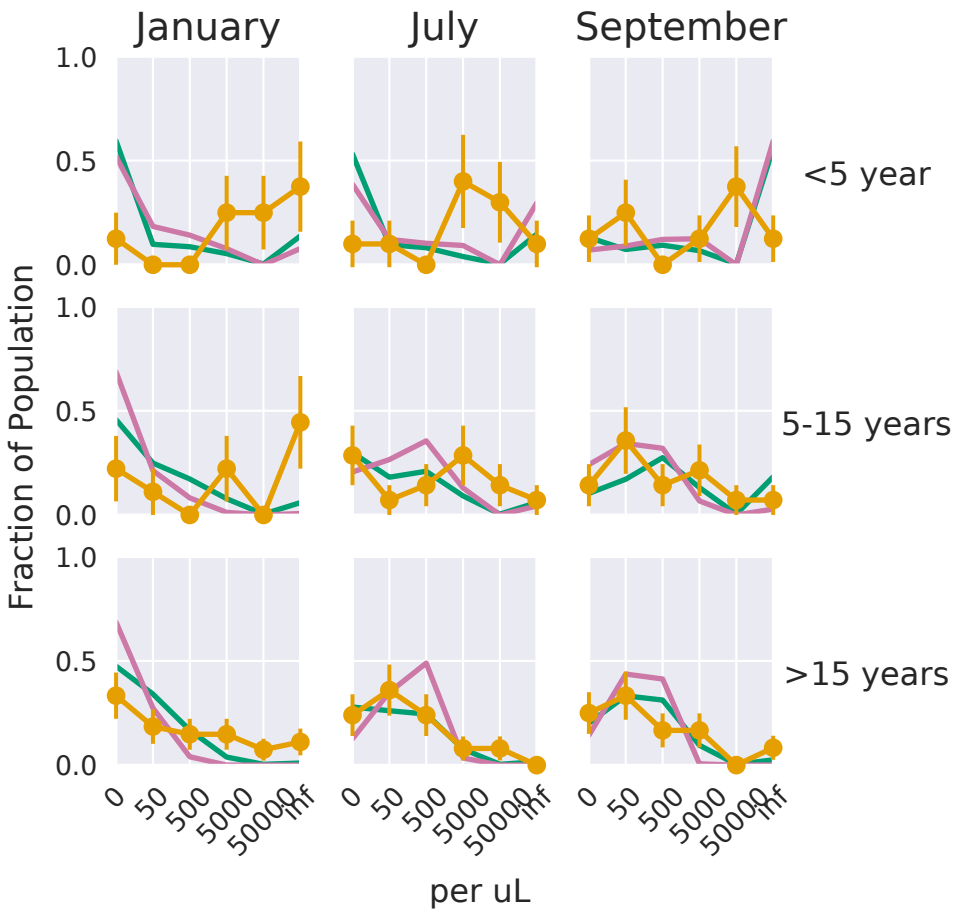 January July September
1.0
0.5
0.0
<5 year
1.0
0.5
0.0
5-15 years
1.0
0.5
0.0
>15 years
Fraction of Population
0 50 500 5000 50000 inf
0 50 500 5000 50000 inf
0 50 500 5000 50000 inf
per uL